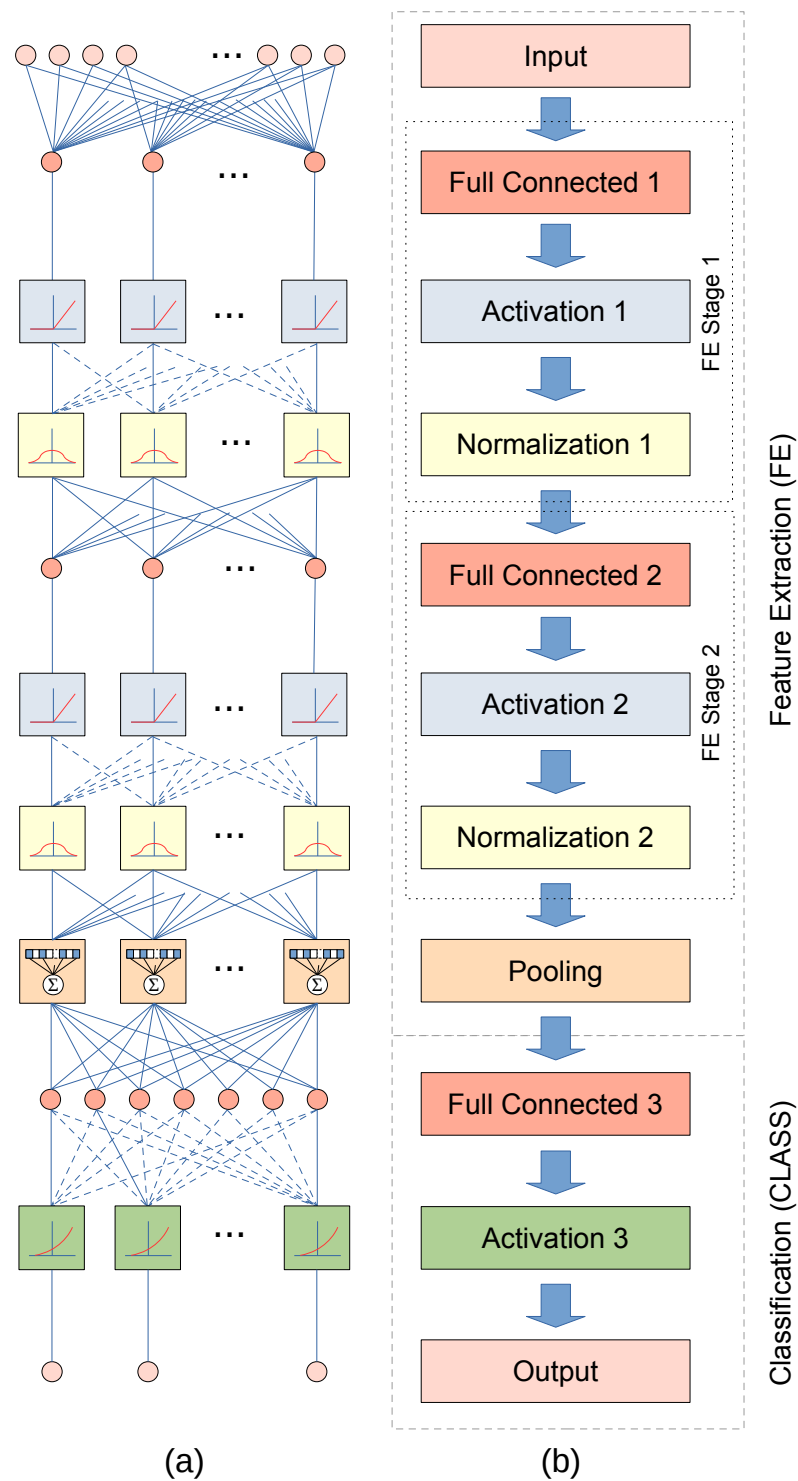 ...
Input
Full Connected 1
...
Activation 1
...
FE Stage 1
Normalization 1
...
Full Connected 2
...
Activation 2
...
FE Stage 2
Normalization 2
...
Feature Extraction (FE)
Σ Σ Σ
...
Pooling
Full Connected 3
Activation 3
...
Output
Classification (CLASS)
(a)
(b)